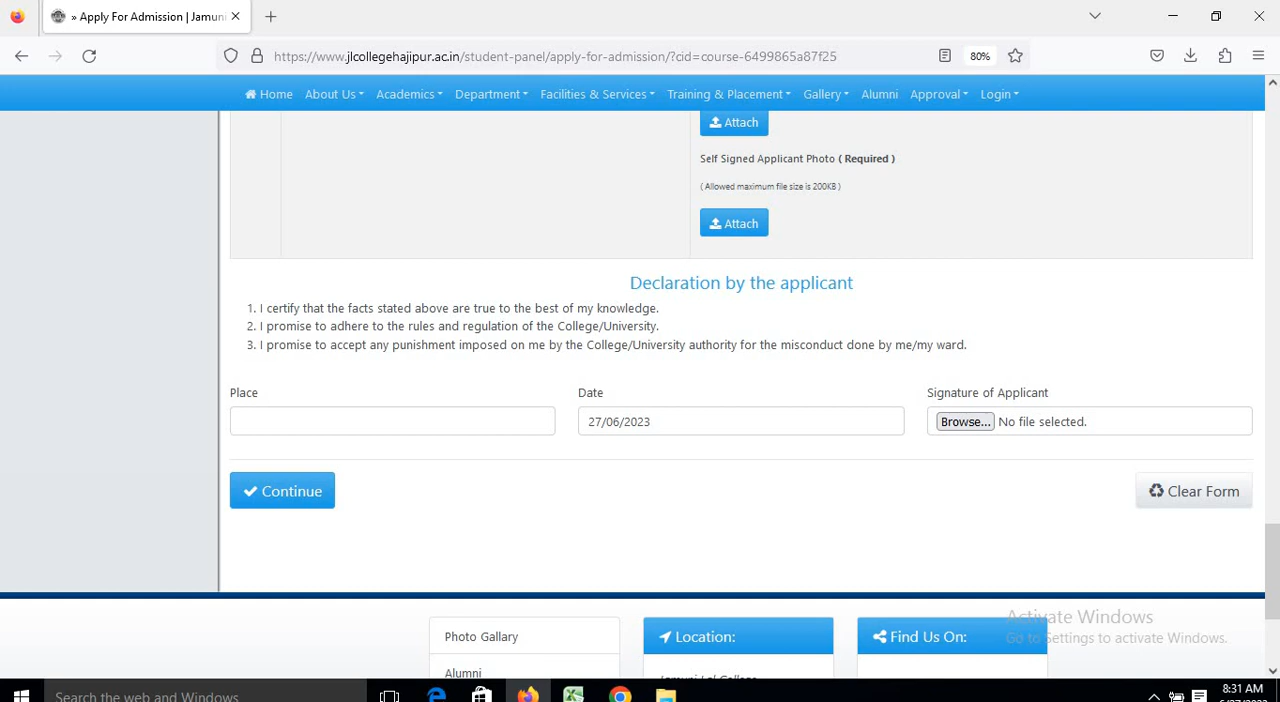 » Apply For Admission | Jamuni
https://www.jlcollegehajipur.ac.in/student-panel/apply-for-admission/?cid=course-6499865a87f25
80%
Home About Us Academics Department Facilities & Services Training & Placement Gallery Alumni Approval Login
Attach
Self Signed Applicant Photo ( Required )
( Allowed maximum file size is 200KB )
Attach
Declaration by the applicant
1. I certify that the facts stated above are true to the best of my knowledge.
2. I promise to adhere to the rules and regulation of the College/University.
3. I promise to accept any punishment imposed on me by the College/University authority for the misconduct done by me/my ward.
Place Date Signature of Applicant
27/06/2023 Browse... No file selected.
Continue Clear Form
Activate Windows
Go to Settings to activate Windows.
Photo Gallary Location: Find Us On:
Alumni
Jamuni Lal College
Search the web and Windows
8:31 AM